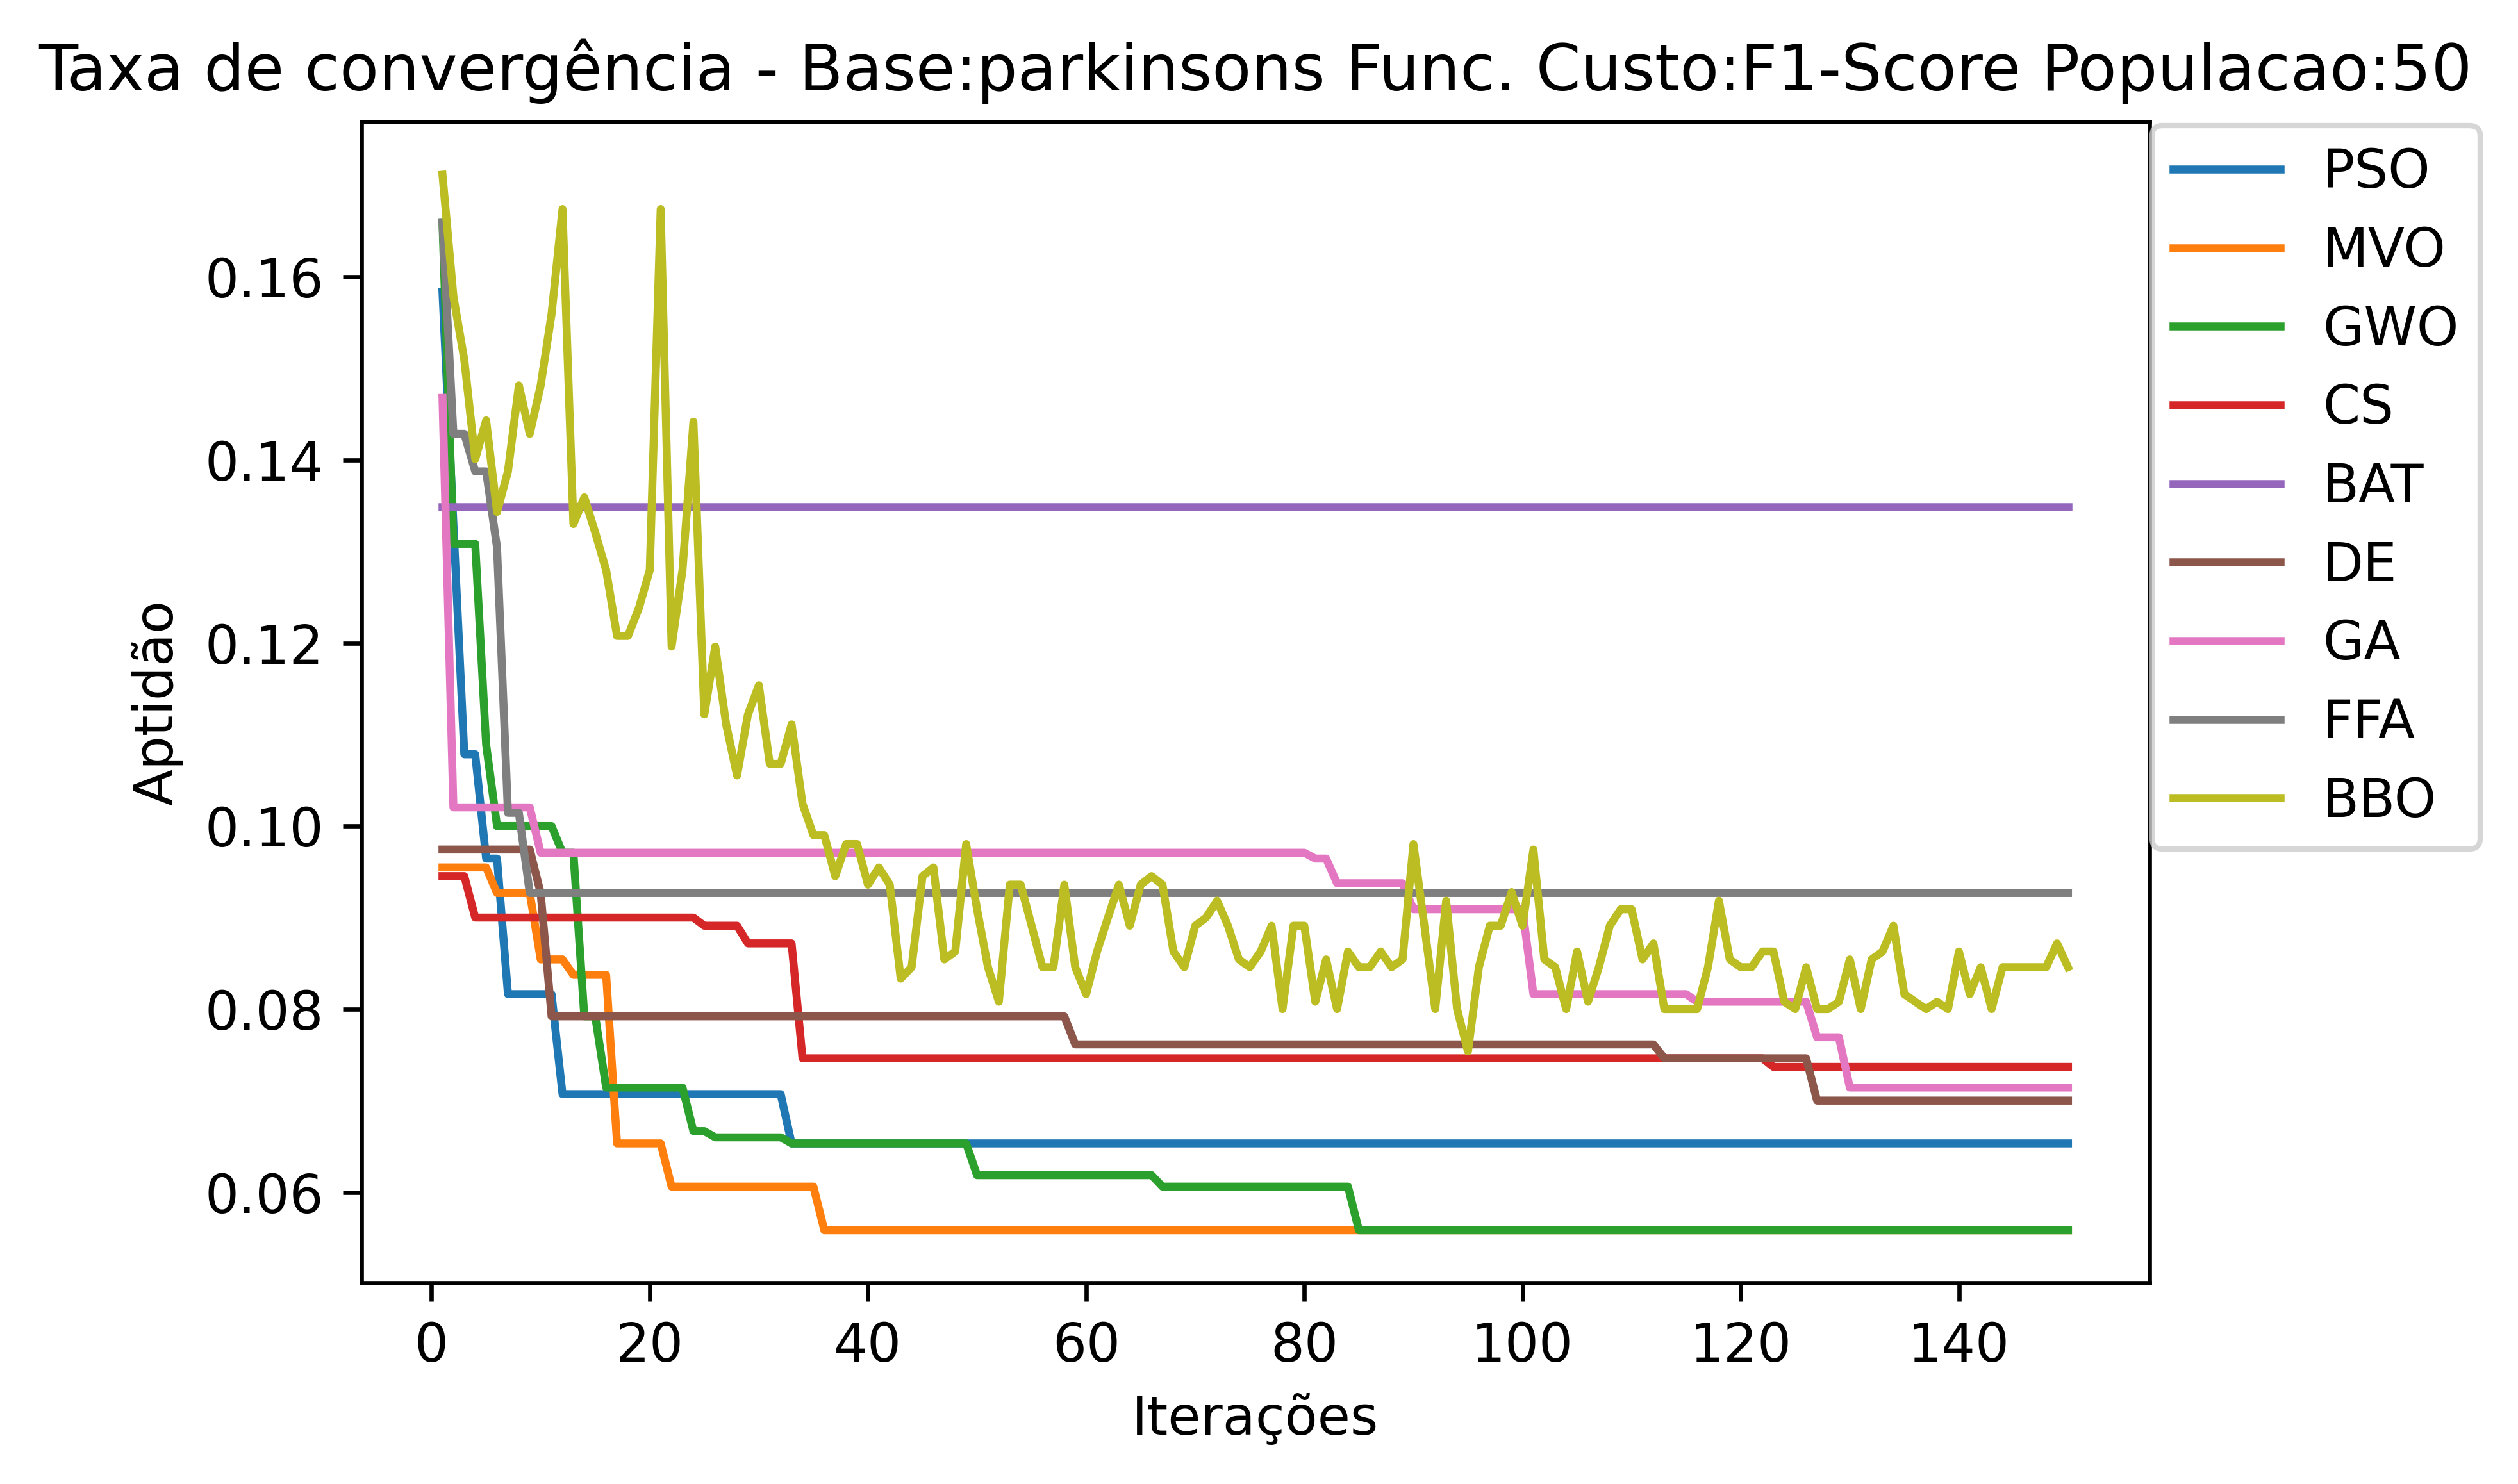 Taxa de convergência - Base:parkinsons Func. Custo:F1-Score Populacao:50
PSO
MVO
GWO
CS
BAT
DE
GA
FFA
BBO
Aptidão
0.16
0.14
0.12
0.10
0.08
0.06
0 20 40 60 80 100 120 140
Iterações